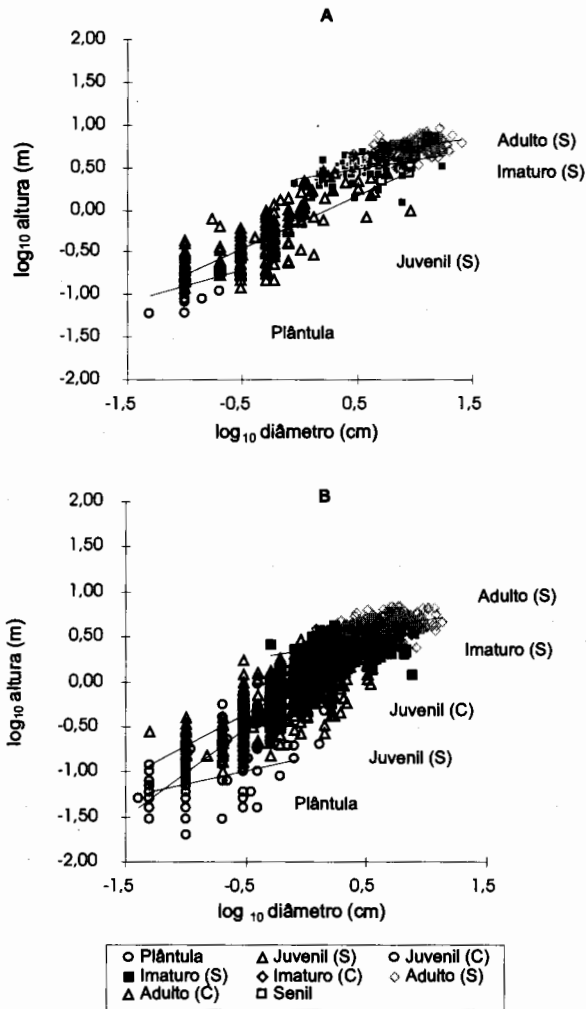 A
2,00
1,50
1,00
0,50
0,00
-0,50
-1,00
-1,50
-2,00
log10 altura (m)
Adulto (S)
Imaturo (S)
Juvenil (S)
Plântula
-1,5 -0,5 0,5 1,5
log10 diâmetro (cm)
B
2,00
1,50
1,00
0,50
0,00
-0,50
-1,00
-1,50
-2,00
log10 altura (m)
Adulto (S)
Imaturo (S)
Juvenil (C)
Juvenil (S)
Plântula
-1,5 -0,5 0,5 1,5
log 10 diâmetro (cm)
Plântula Juvenil (S) Juvenil (C)
Imaturo (S) Imaturo (C) Adulto (S)
Adulto (C) Senil